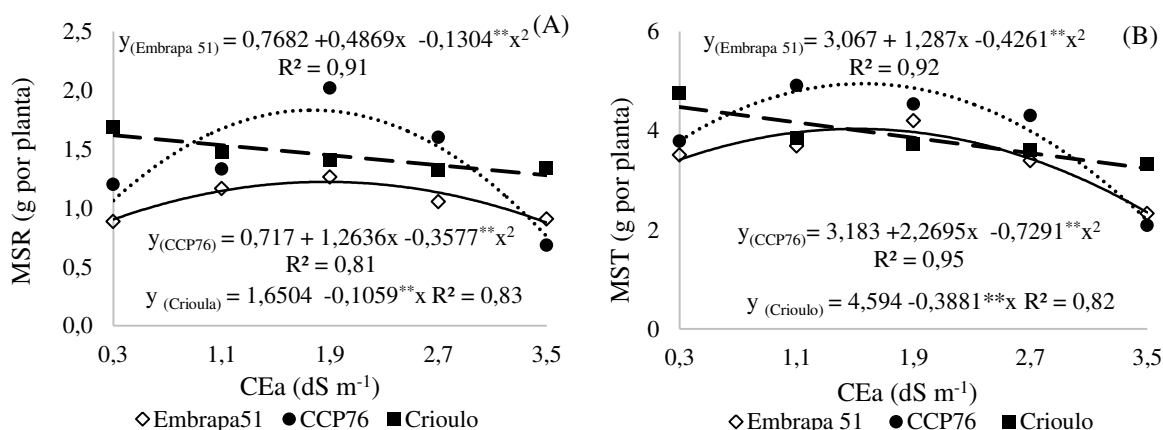 (A)
y(Embrapa 51) = 0,7682 +0,4869x -0,1304**x²
R² = 0,91
2,5
2,0
1,5
1,0
0,5
0,0
MSR (g por planta)
y(CCP76) = 0,717 + 1,2636x -0,3577**x²
R² = 0,81
y (Crioula) = 1,6504 -0,1059**x R² = 0,83
0,3 1,1 1,9 2,7 3,5
CEa (dS m-1)
Embrapa51 CCP76 Crioulo
(B)
y(Embrapa 51) = 3,067 + 1,287x -0,4261**x²
R² = 0,92
6
4
2
0
MST (g por planta)
y(CCP76) = 3,183 +2,2695x -0,7291**x²
R² = 0,95
y (Crioulo) = 4,594 -0,3881**x R² = 0,82
0,3 1,1 1,9 2,7 3,5
CEa (dS m-1)
Embrapa 51 CCP76 Crioulo